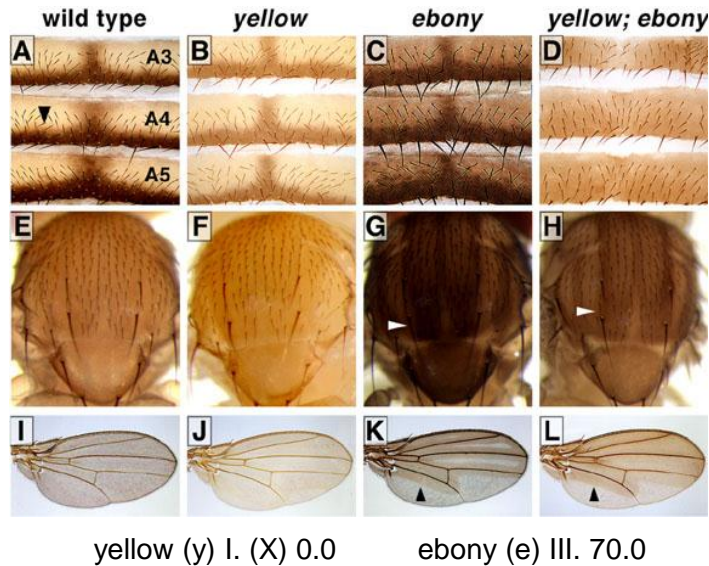 wild type yellow ebony yellow; ebony
A A3 B C D
A4
A5
E F G H
I J K L
yellow (y) I. (X) 0.0 ebony (e) III. 70.0